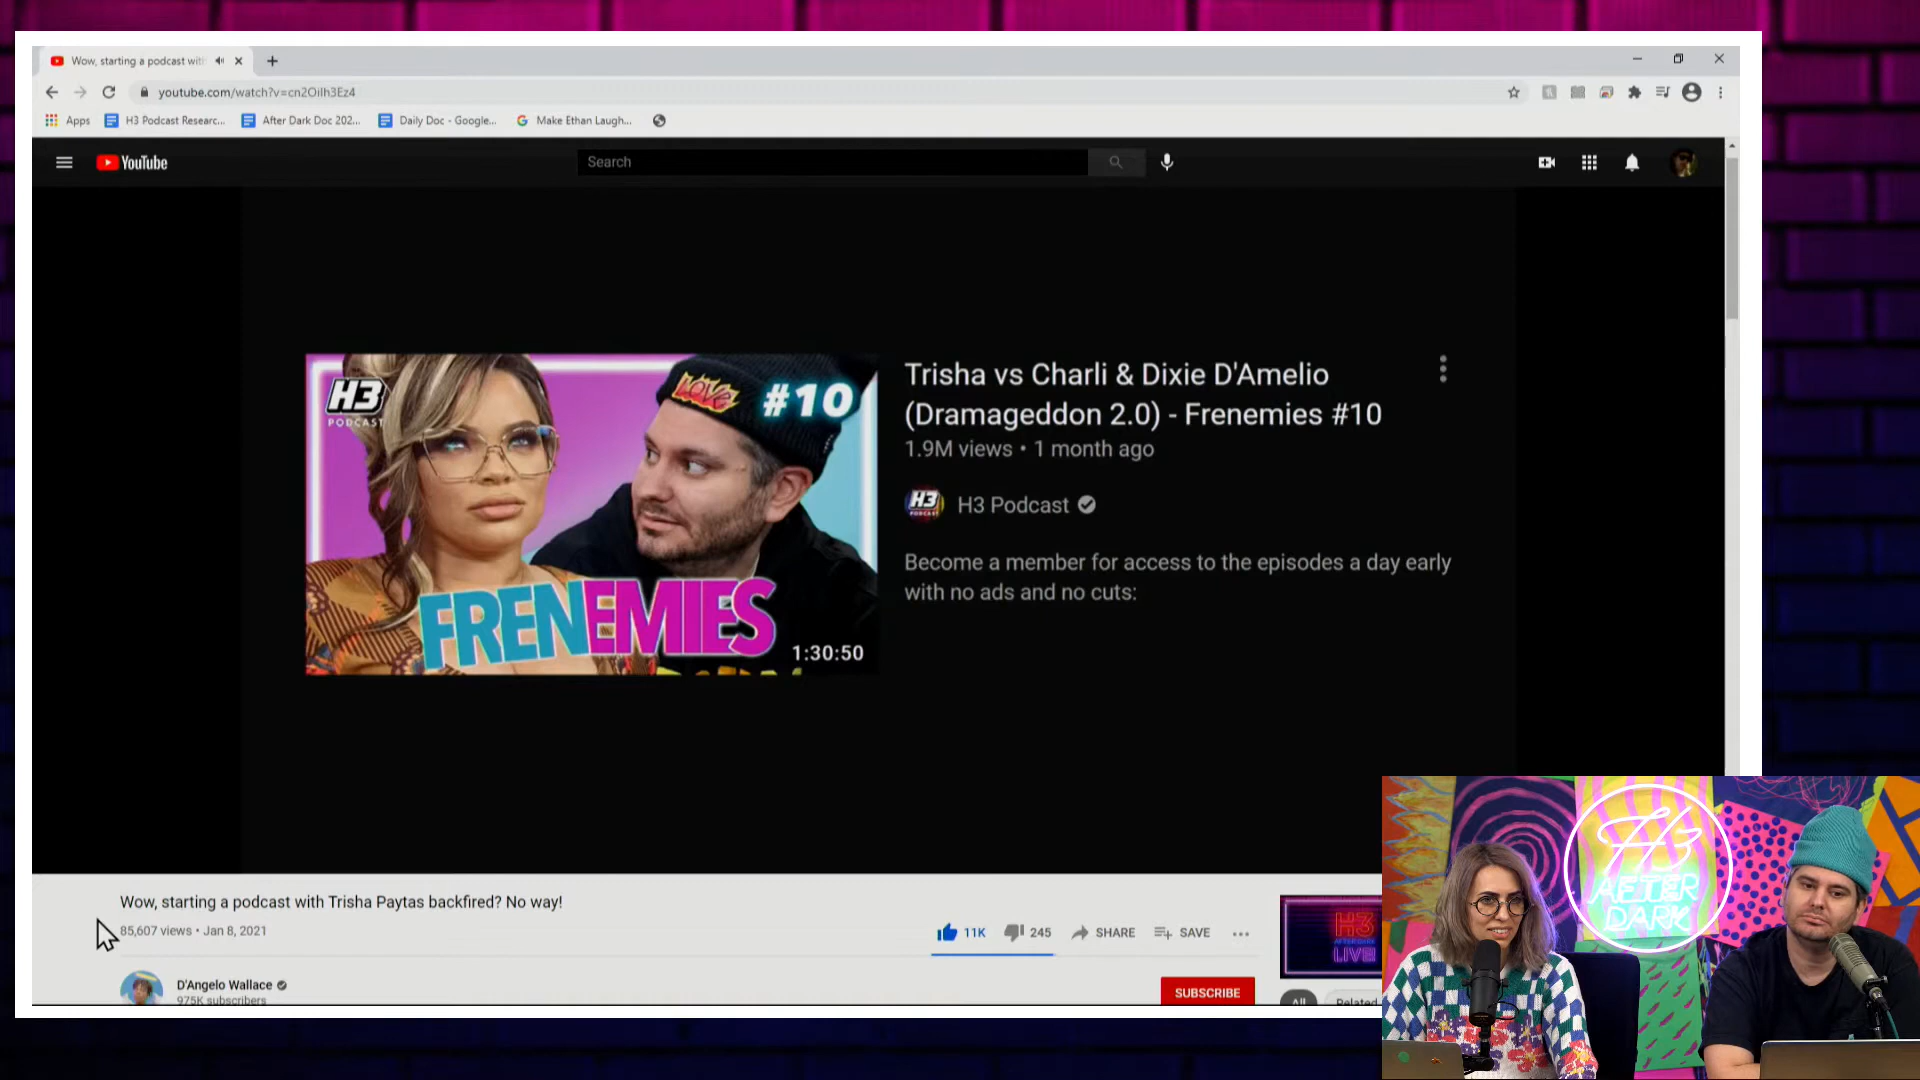 Wow, starting a podcast wit
youtube.com/watch?v=cn2OiIh3Ez4
Apps
H3 Podcast Researc...
After Dark Doc 202...
Daily Doc - Google...
Make Ethan Laugh...
YouTube
Search
H3
PODCAST
LOVE
#10
FRENEMIES
1:30:50
Trisha vs Charli & Dixie D'Amelio
(Dramageddon 2.0) - Frenemies #10
1.9M views • 1 month ago
H3
PODCAST
H3 Podcast
Become a member for access to the episodes a day early
with no ads and no cuts:
Wow, starting a podcast with Trisha Paytas backfired? No way!
85,607 views • Jan 8, 2021
11K
245
SHARE
SAVE
D'Angelo Wallace
975K subscribers
SUBSCRIBE
H3
LIVE!
All
Related
H3
AFTER
DARK